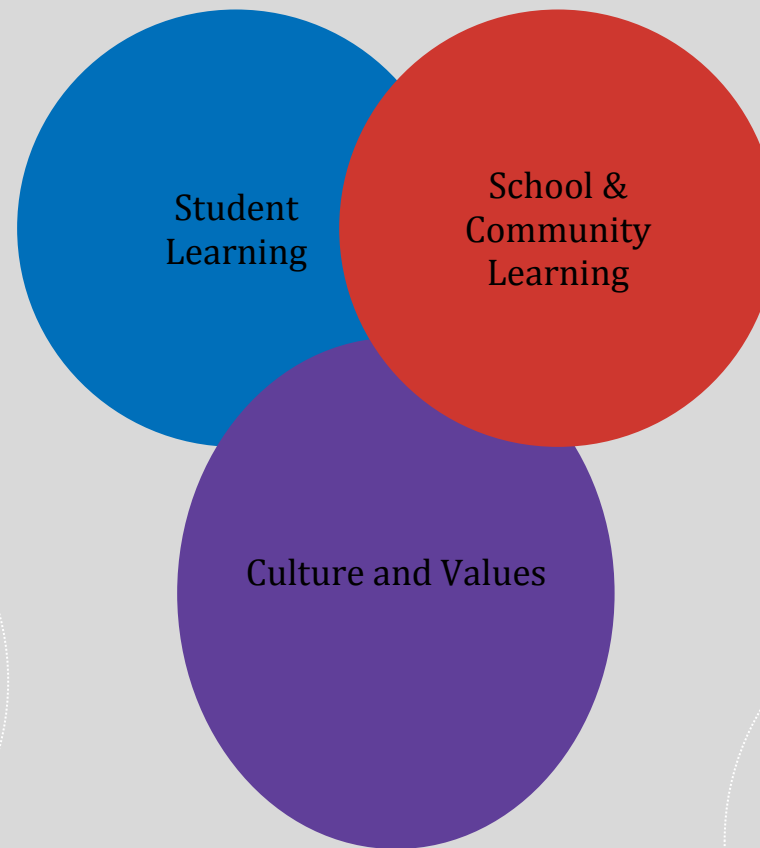 Student
Learning
School &
Community
Learning
Culture and Values